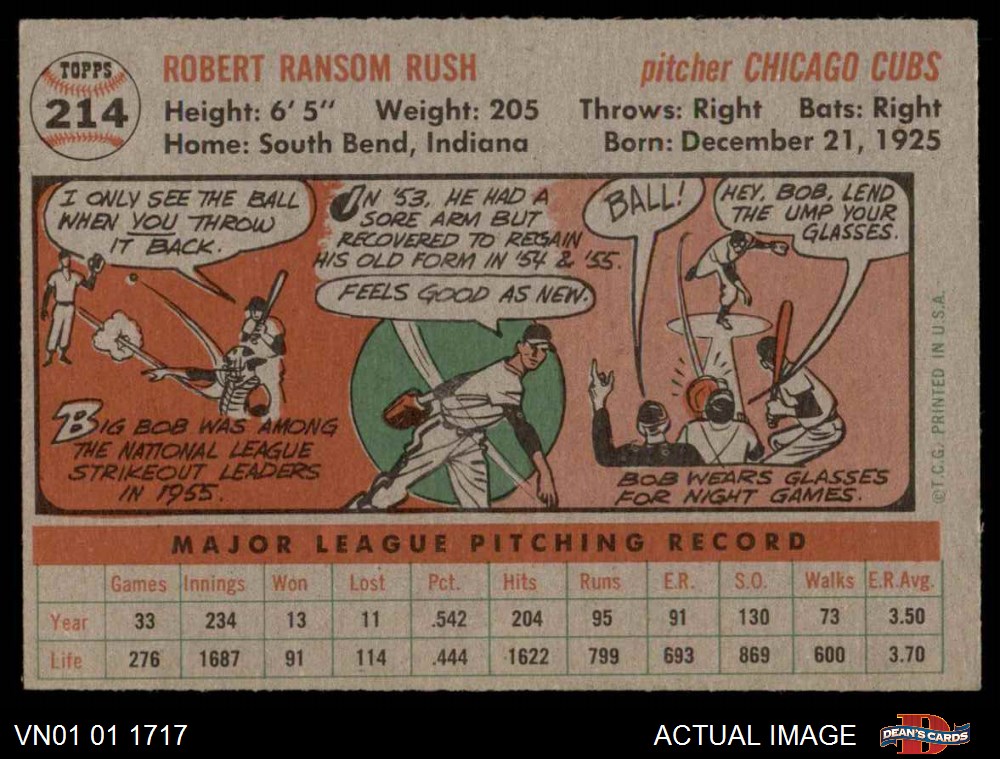 TOPPS
214
ROBERT RANSOM RUSH
pitcher CHICAGO CUBS
Height: 6'5" Weight: 205 Throws: Right Bats: Right
Home: South Bend, Indiana Born: December 21, 1925
I ONLY SEE THE BALL
WHEN YOU THROW
IT BACK.
BIG BOB WAS AMONG
THE NATIONAL LEAGUE
STRIKEOUT LEADERS
IN 1955.
IN '53, HE HAD A
SORE ARM BUT
RECOVERED TO REGAIN
HIS OLD FORM IN '54 & '55.
FEELS GOOD AS NEW.
BALL!
HEY, BOB, LEND
THE UMP YOUR
GLASSES.
BOB WEARS GLASSES
FOR NIGHT GAMES.
©T.C.G. PRINTED IN U.S.A.
MAJOR LEAGUE PITCHING RECORD
Games Innings Won Lost Pct. Hits Runs E.R. S.O. Walks E.R.Avg.
Year 33 234 13 11 .542 204 95 91 130 73 3.50
Life 276 1687 91 114 .444 1622 799 693 869 600 3.70
VN01 01 1717
ACTUAL IMAGE
D
DEAN'S CARDS